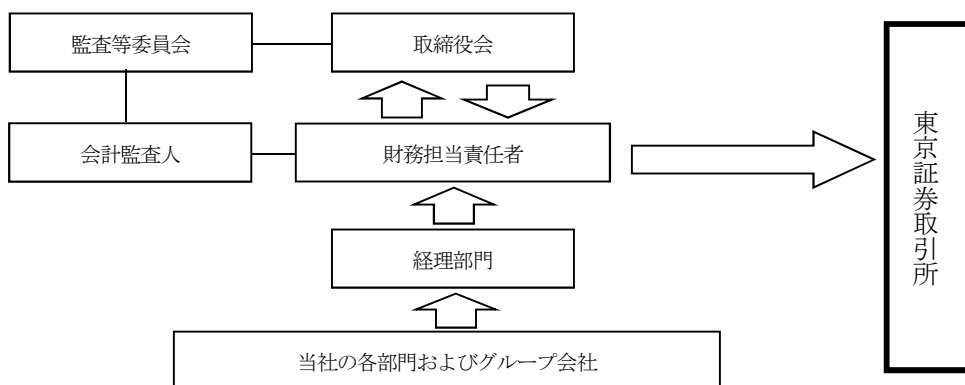 監査等委員会
取締役会
会計監査人
財務担当責任者
東京証券取引所
経理部門
当社の各部門およびグループ会社